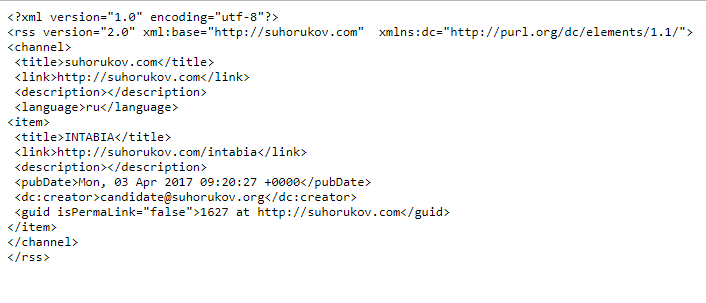 <?xml version="1.0" encoding="utf-8"?>
<rss version="2.0" xml:base="http://suhorukov.com"  xmlns:dc="http://purl.org/dc/elements/1.1/">
<channel>
 <title>suhorukov.com</title>
 <link>http://suhorukov.com</link>
 <description></description>
 <language>ru</language>
<item>
 <title>INTABIA</title>
 <link>http://suhorukov.com/intabia</link>
 <description></description>
 <pubDate>Mon, 03 Apr 2017 09:20:27 +0000</pubDate>
 <dc:creator>candidate@suhorukov.org</dc:creator>
 <guid isPermaLink="false">1627 at http://suhorukov.com</guid>
</item>
</channel>
</rss>